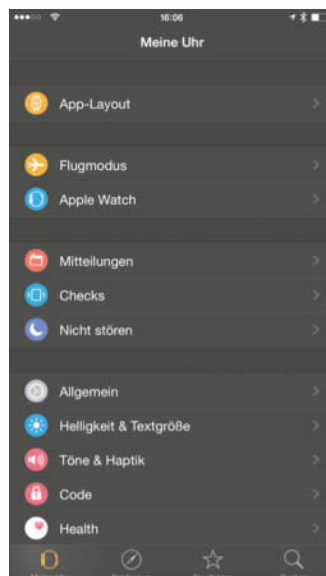 16:06
Meine Uhr
App-Layout
Flugmodus
Apple Watch
Mitteilungen
Checks
Nicht stören
Allgemein
Helligkeit & Textgröße
Töne & Haptik
Code
Health